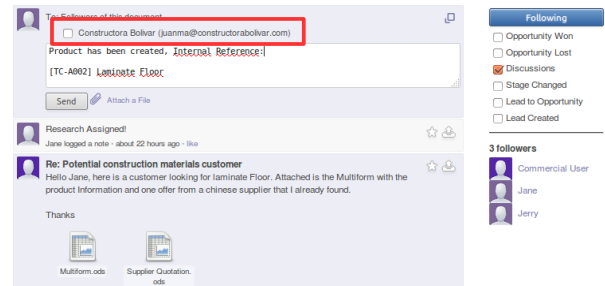 To: Followers of this document
Constructora Bolivar (juanma@constructorabolivar.com)
Product has been created, Internal Reference:
[TC-A002] Laminate Floor
Send
Attach a File
Research Assigned!
Jane logged a note - about 22 hours ago - like
Re: Potential construction materials customer
Hello Jane, here is a customer looking for laminate Floor. Attached is the Multiform with the
product Information and one offer from a chinese supplier that I already found.
Thanks
Multiform.ods
Supplier Quotation.
ods
Following
Opportunity Won
Opportunity Lost
Discussions
Stage Changed
Lead to Opportunity
Lead Created
3 followers
Commercial User
Jane
Jerry